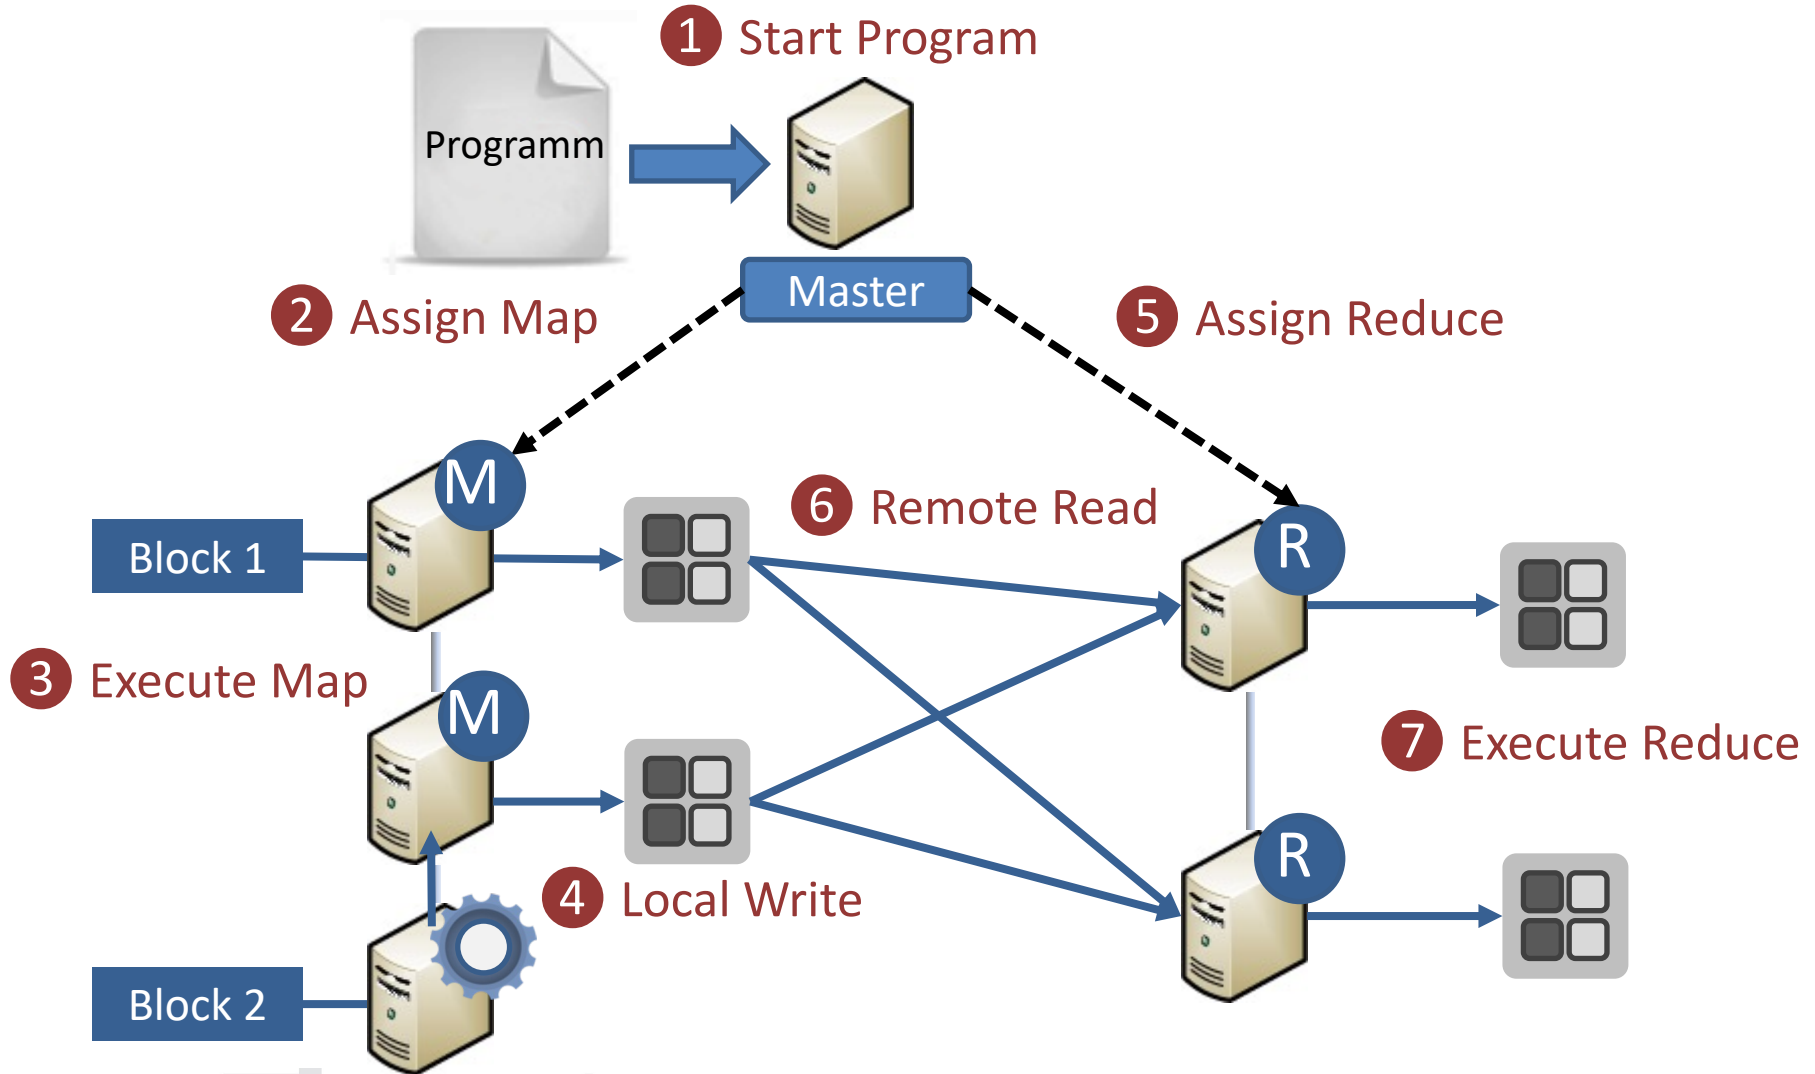 1 Start Program
Programm
Master
2 Assign Map
5 Assign Reduce
M
6 Remote Read
R
Block 1
3 Execute Map
M
7 Execute Reduce
R
4 Local Write
Block 2